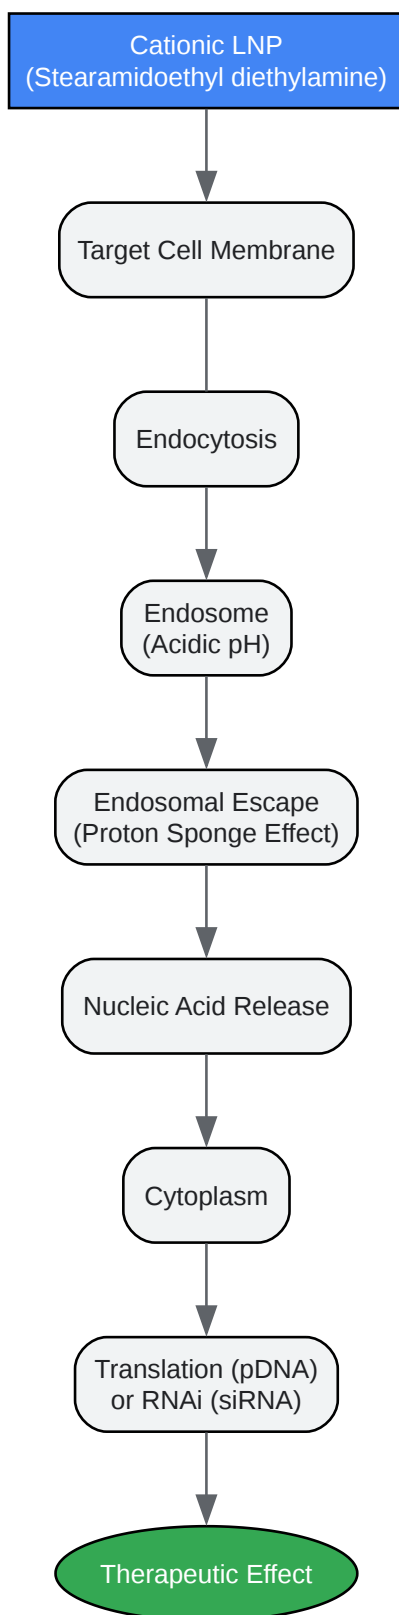 Cationic LNP
(Stearamidoethyl diethylamine)
Target Cell Membrane
Endocytosis
Endosome
(Acidic pH)
Endosomal Escape
(Proton Sponge Effect)
Nucleic Acid Release
Cytoplasm
Translation (pDNA)
or RNAi (siRNA)
Therapeutic Effect